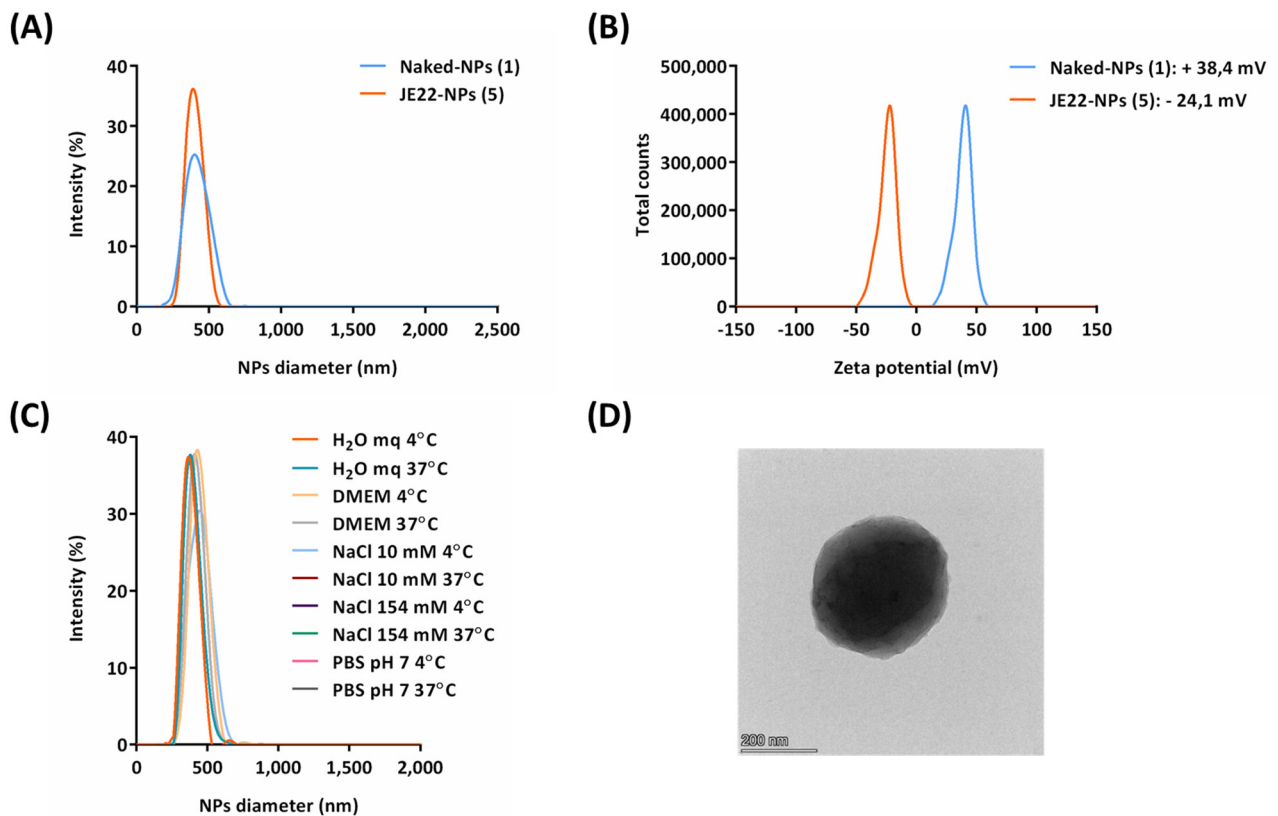 (A)
40
30
20
10
0
Intensity (%)
0 500 1,000 1,500 2,000 2,500
NPs diameter (nm)
Naked-NPs (1)
JE22-NPs (5)
(B)
500,000
400,000
300,000
200,000
100,000
0
Total counts
-150 -100 -50 0 50 100 150
Zeta potential (mV)
Naked-NPs (1): + 38,4 mV
JE22-NPs (5): - 24,1 mV
(C)
40
30
20
10
0
Intensity (%)
0 500 1,000 1,500 2,000
NPs diameter (nm)
H₂O mq 4°C
H₂O mq 37°C
DMEM 4°C
DMEM 37°C
NaCl 10 mM 4°C
NaCl 10 mM 37°C
NaCl 154 mM 4°C
NaCl 154 mM 37°C
PBS pH 7 4°C
PBS pH 7 37°C
(D)
200 nm